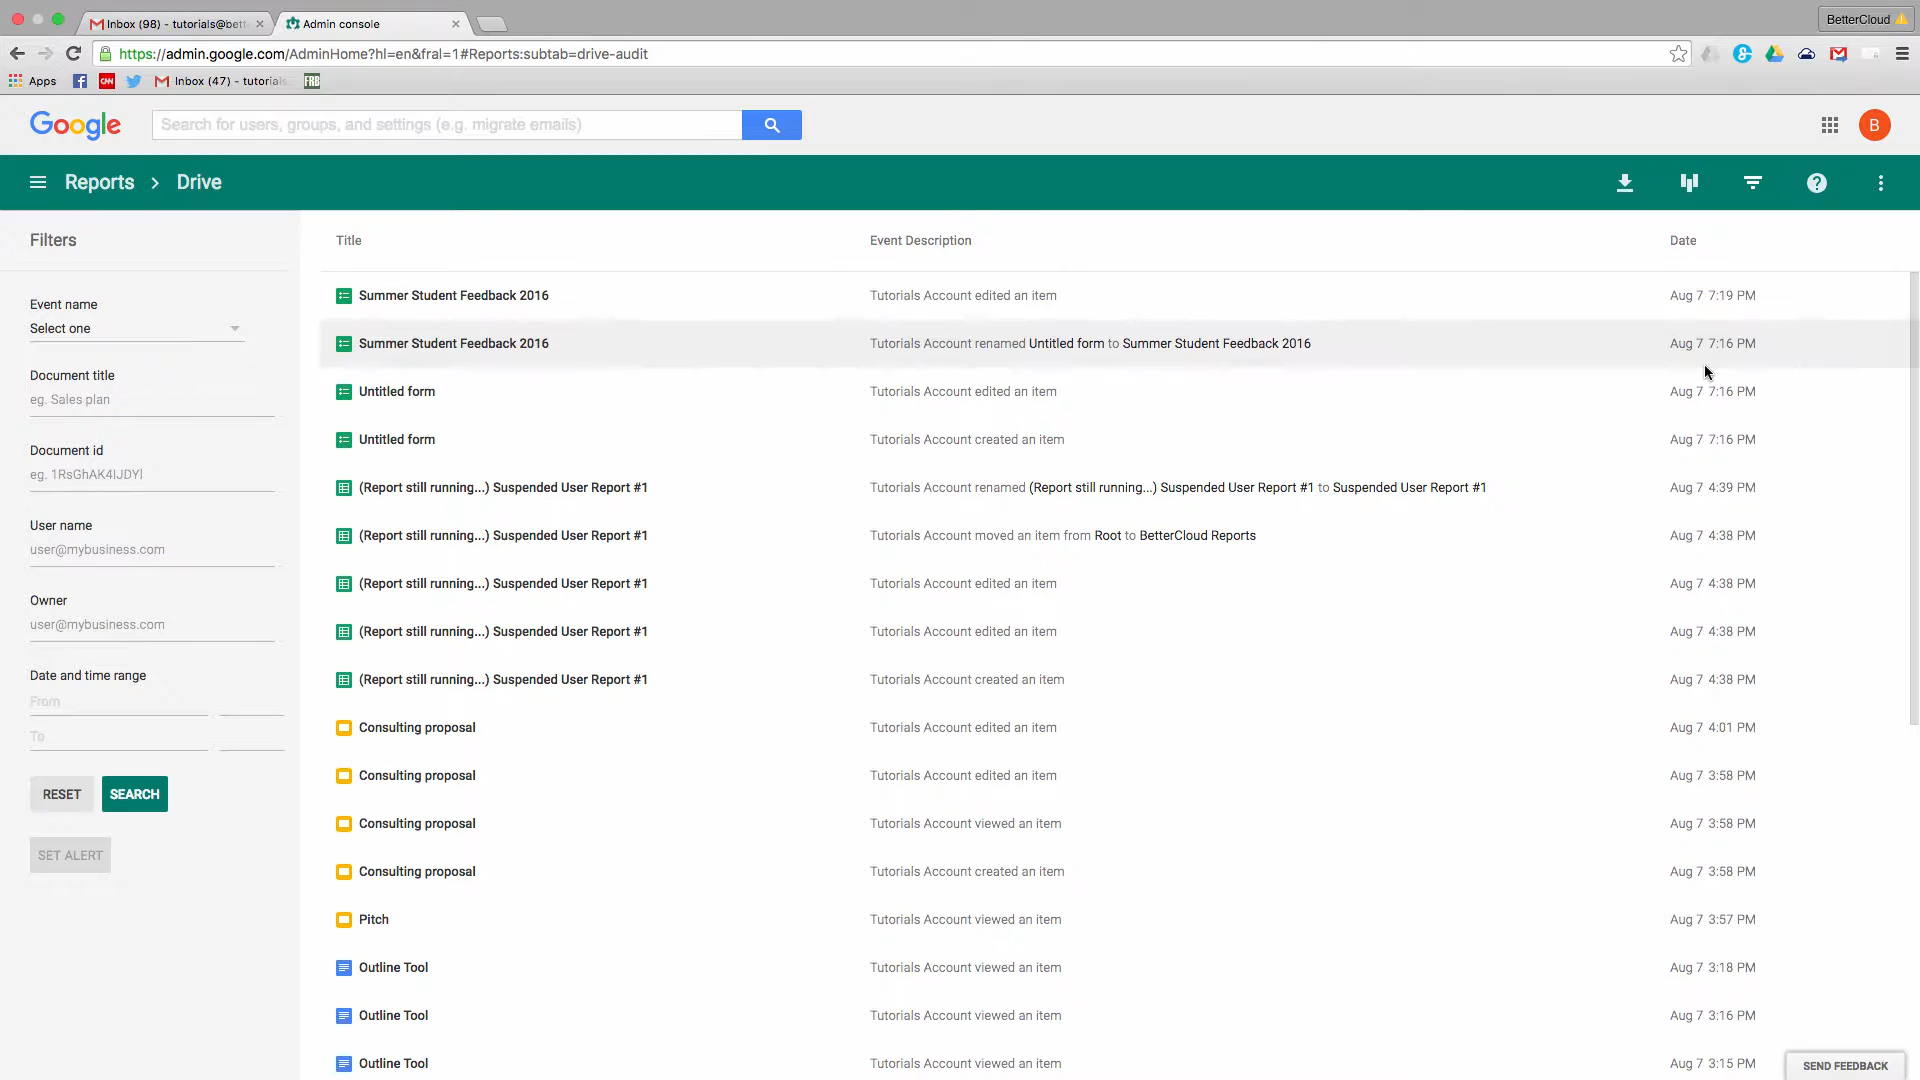 Inbox (98) - tutorials@bett
Admin console
BetterCloud
https://admin.google.com/AdminHome?hl=en&fral=1#Reports:subtab=drive-audit
Apps
CNN
Inbox (47) - tutorials
FRB
Google
Search for users, groups, and settings (e.g. migrate emails)
B
Reports > Drive
Filters
Title Event Description Date
Event name
Select one
Document title
eg. Sales plan
Document id
eg. 1RsGhAK4IJDYl
User name
user@mybusiness.com
Owner
user@mybusiness.com
Date and time range
From
To
RESET SEARCH
SET ALERT
Summer Student Feedback 2016 Tutorials Account edited an item Aug 7 7:19 PM
Summer Student Feedback 2016 Tutorials Account renamed Untitled form to Summer Student Feedback 2016 Aug 7 7:16 PM
Untitled form Tutorials Account edited an item Aug 7 7:16 PM
Untitled form Tutorials Account created an item Aug 7 7:16 PM
(Report still running...) Suspended User Report #1 Tutorials Account renamed (Report still running...) Suspended User Report #1 to Suspended User Report #1 Aug 7 4:39 PM
(Report still running...) Suspended User Report #1 Tutorials Account moved an item from Root to BetterCloud Reports Aug 7 4:38 PM
(Report still running...) Suspended User Report #1 Tutorials Account edited an item Aug 7 4:38 PM
(Report still running...) Suspended User Report #1 Tutorials Account edited an item Aug 7 4:38 PM
(Report still running...) Suspended User Report #1 Tutorials Account created an item Aug 7 4:38 PM
Consulting proposal Tutorials Account edited an item Aug 7 4:01 PM
Consulting proposal Tutorials Account edited an item Aug 7 3:58 PM
Consulting proposal Tutorials Account viewed an item Aug 7 3:58 PM
Consulting proposal Tutorials Account created an item Aug 7 3:58 PM
Pitch Tutorials Account viewed an item Aug 7 3:57 PM
Outline Tool Tutorials Account viewed an item Aug 7 3:18 PM
Outline Tool Tutorials Account viewed an item Aug 7 3:16 PM
Outline Tool Tutorials Account viewed an item Aug 7 3:15 PM
SEND FEEDBACK